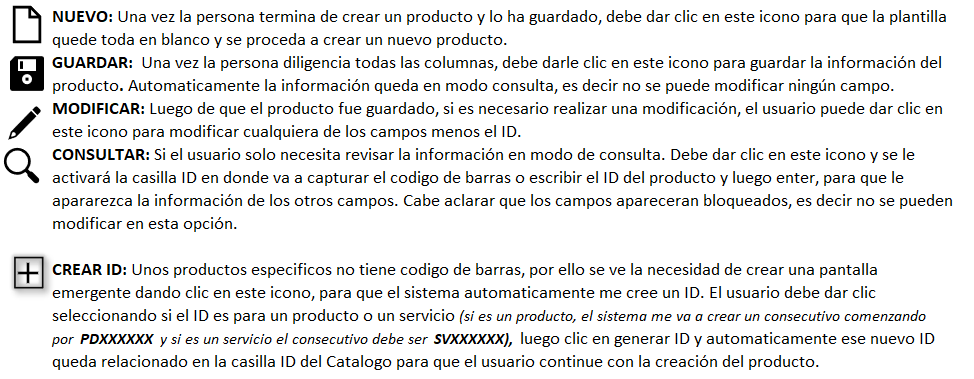 NUEVO: Una vez la persona termina de crear un producto y lo ha guardado, debe dar clic en este icono para que la plantilla
quede toda en blanco y se proceda a crear un nuevo producto.
GUARDAR: Una vez la persona diligencia todas las columnas, debe darle clic en este icono para guardar la información del
producto. Automaticamente la información queda en modo consulta, es decir no se puede modificar ningún campo.
MODIFICAR: Luego de que el producto fue guardado, si es necesario realizar una modificación, el usuario puede dar clic en
este icono para modificar cualquiera de los campos menos el ID.
CONSULTAR: Si el usuario solo necesita revisar la información en modo de consulta. Debe dar clic en este icono y se le
activará la casilla ID en donde va a capturar el codigo de barras o escribir el ID del producto y luego enter, para que le
apararezca la información de los otros campos. Cabe aclarar que los campos apareceran bloqueados, es decir no se pueden
modificar en esta opción.
CREAR ID: Unos productos especificos no tiene codigo de barras, por ello se ve la necesidad de crear una pantalla
emergente dando clic en este icono, para que el sistema automaticamente me cree un ID. El usuario debe dar clic
seleccionando si el ID es para un producto o un servicio (si es un producto, el sistema me va a crear un consecutivo comenzando
por PDXXXXXX y si es un servicio el consecutivo debe ser SVXXXXXX), luego clic en generar ID y automaticamente ese nuevo ID
queda relacionado en la casilla ID del Catalogo para que el usuario continue con la creación del producto.